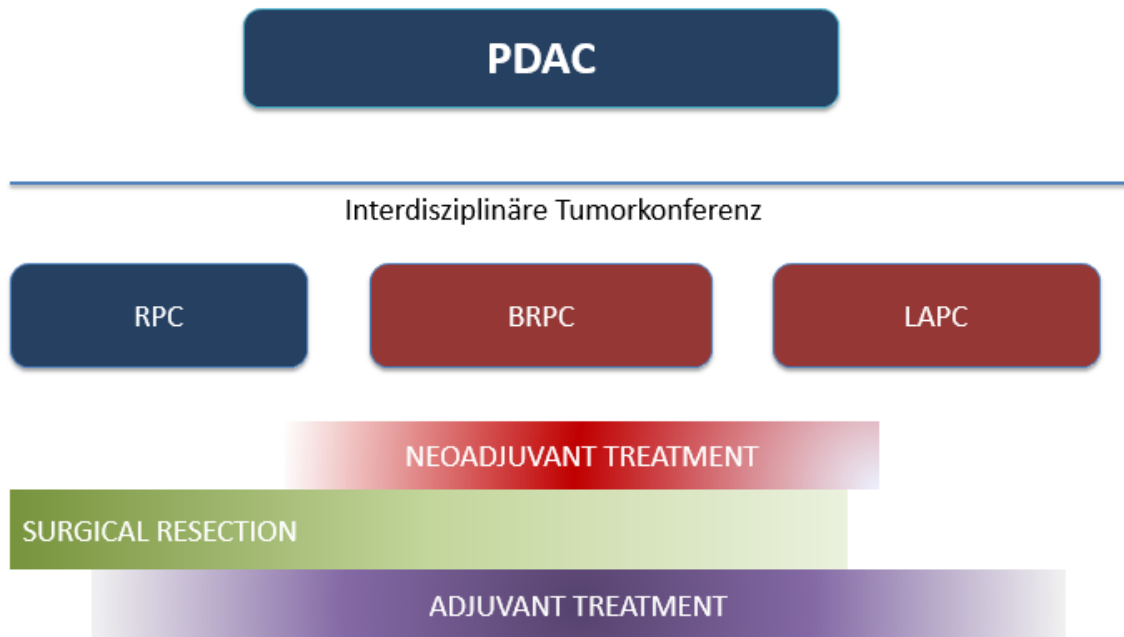 PDAC
Interdisziplinäre Tumorkonferenz
RPC
BRPC
LAPC
NEOADJUVANT TREATMENT
SURGICAL RESECTION
ADJUVANT TREATMENT